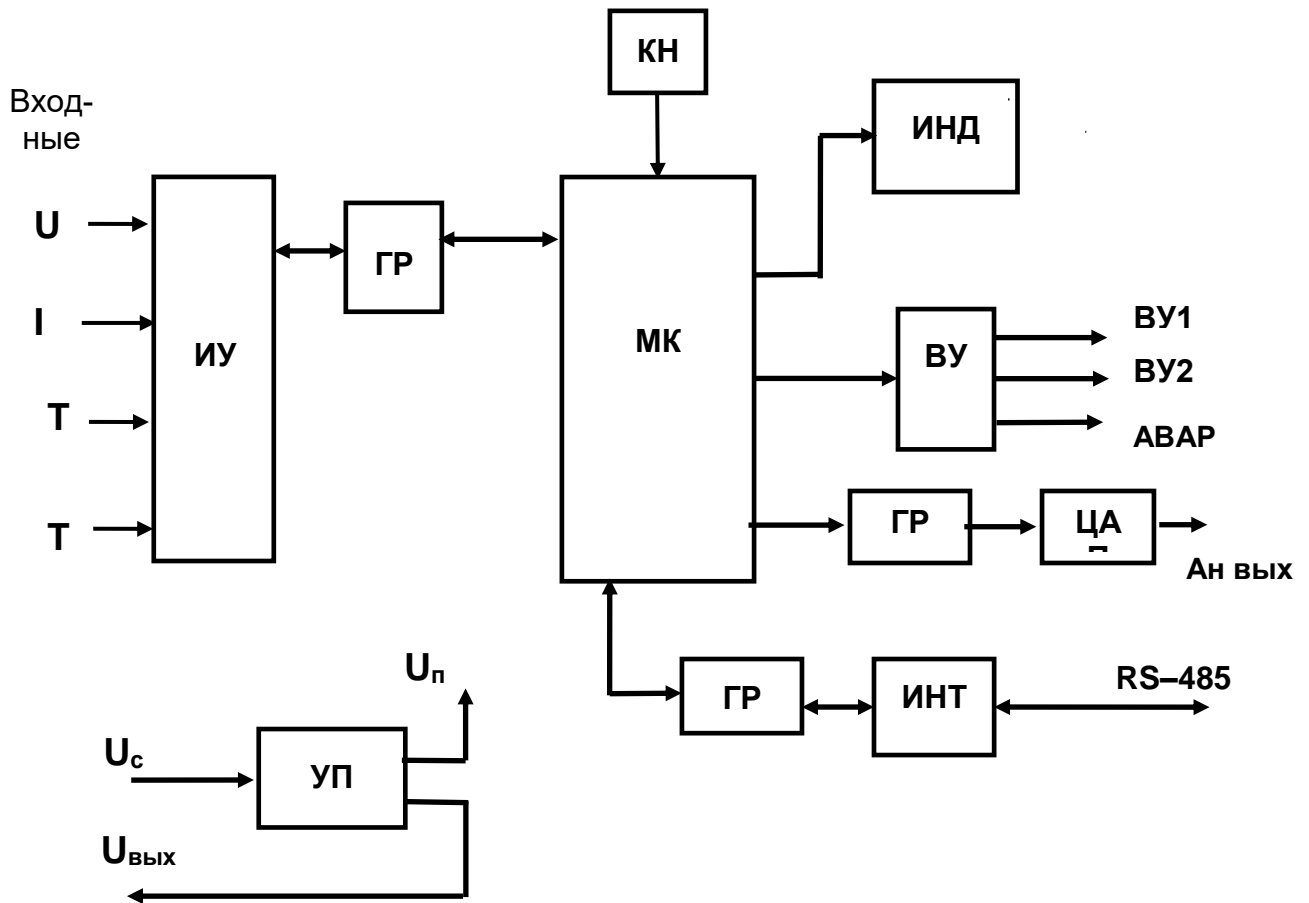 КН
Вход-
ные
ИНД
U
ГР
I
ИУ
МК
ВУ
ВУ1
ВУ2
АВАР
Т
Т
ГР
ЦА
Ан вых
Uп
ГР
ИНТ
RS–485
Uс
УП
Uвых